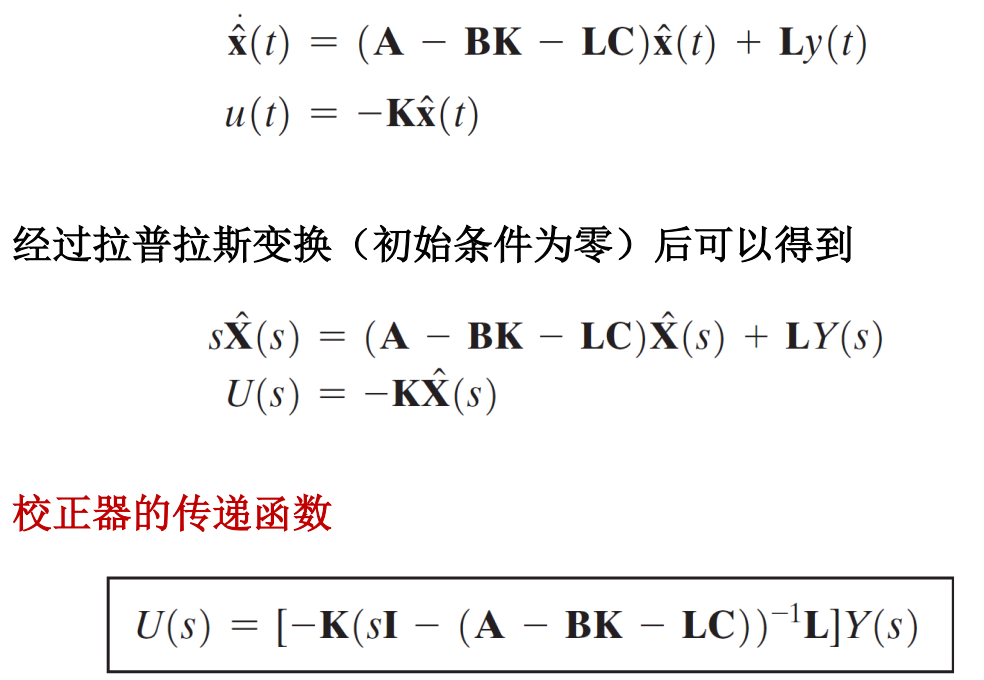 $\dot{\hat{\mathbf{x}}}(t) = (\mathbf{A} - \mathbf{BK} - \mathbf{LC})\hat{\mathbf{x}}(t) + \mathbf{L}y(t)$
$u(t) = -\mathbf{K}\hat{\mathbf{x}}(t)$
经过拉普拉斯变换（初始条件为零）后可以得到
$s\hat{\mathbf{X}}(s) = (\mathbf{A} - \mathbf{BK} - \mathbf{LC})\hat{\mathbf{X}}(s) + \mathbf{L}Y(s)$
$U(s) = -\mathbf{K}\hat{\mathbf{X}}(s)$
校正器的传递函数
$U(s) = [-\mathbf{K}(s\mathbf{I} - (\mathbf{A} - \mathbf{BK} - \mathbf{LC}))^{-1}\mathbf{L}]Y(s)$